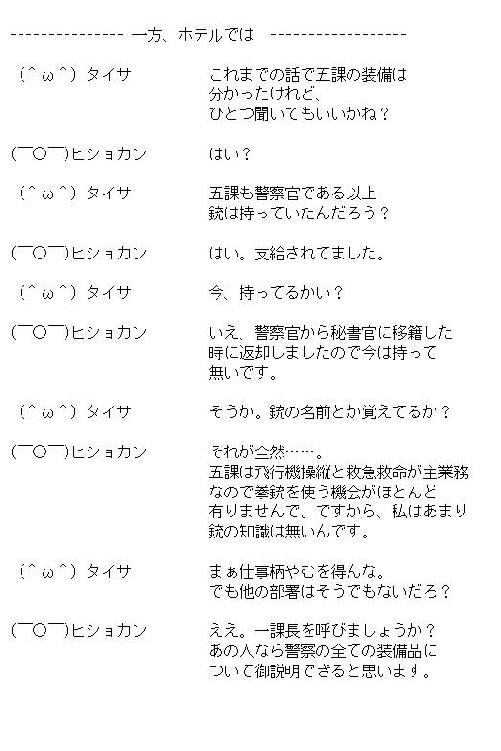 --------------- 一方、ホテルでは ------------------
（＾ω＾）タイサ　これまでの話で五課の装備は
分かったけれど、
ひとつ聞いてもいいかね？
(￣○￣)ヒショカン　はい？
（＾ω＾）タイサ　五課も警察官である以上
銃は持っていたんだろう？
(￣○￣)ヒショカン　はい。支給されてました。
（＾ω＾）タイサ　今、持ってるかい？
(￣○￣)ヒショカン　いえ、警察官から秘書官に移籍した
時に返却しましたので今は持って
無いです。
（＾ω＾）タイサ　そうか。銃の名前とか覚えてるか？
(￣○￣)ヒショカン　それが全然……。
五課は飛行機操縦と救急救命が主業務
なので拳銃を使う機会がほとんど
有りませんで、ですから、私はあまり
銃の知識は無いんです。
（＾ω＾）タイサ　まぁ仕事柄やむを得んな。
でも他の部署はそうでもないだろ？
(￣○￣)ヒショカン　ええ。一課長を呼びましょうか？
あの人なら警察の全ての装備品に
ついて御説明できると思います。